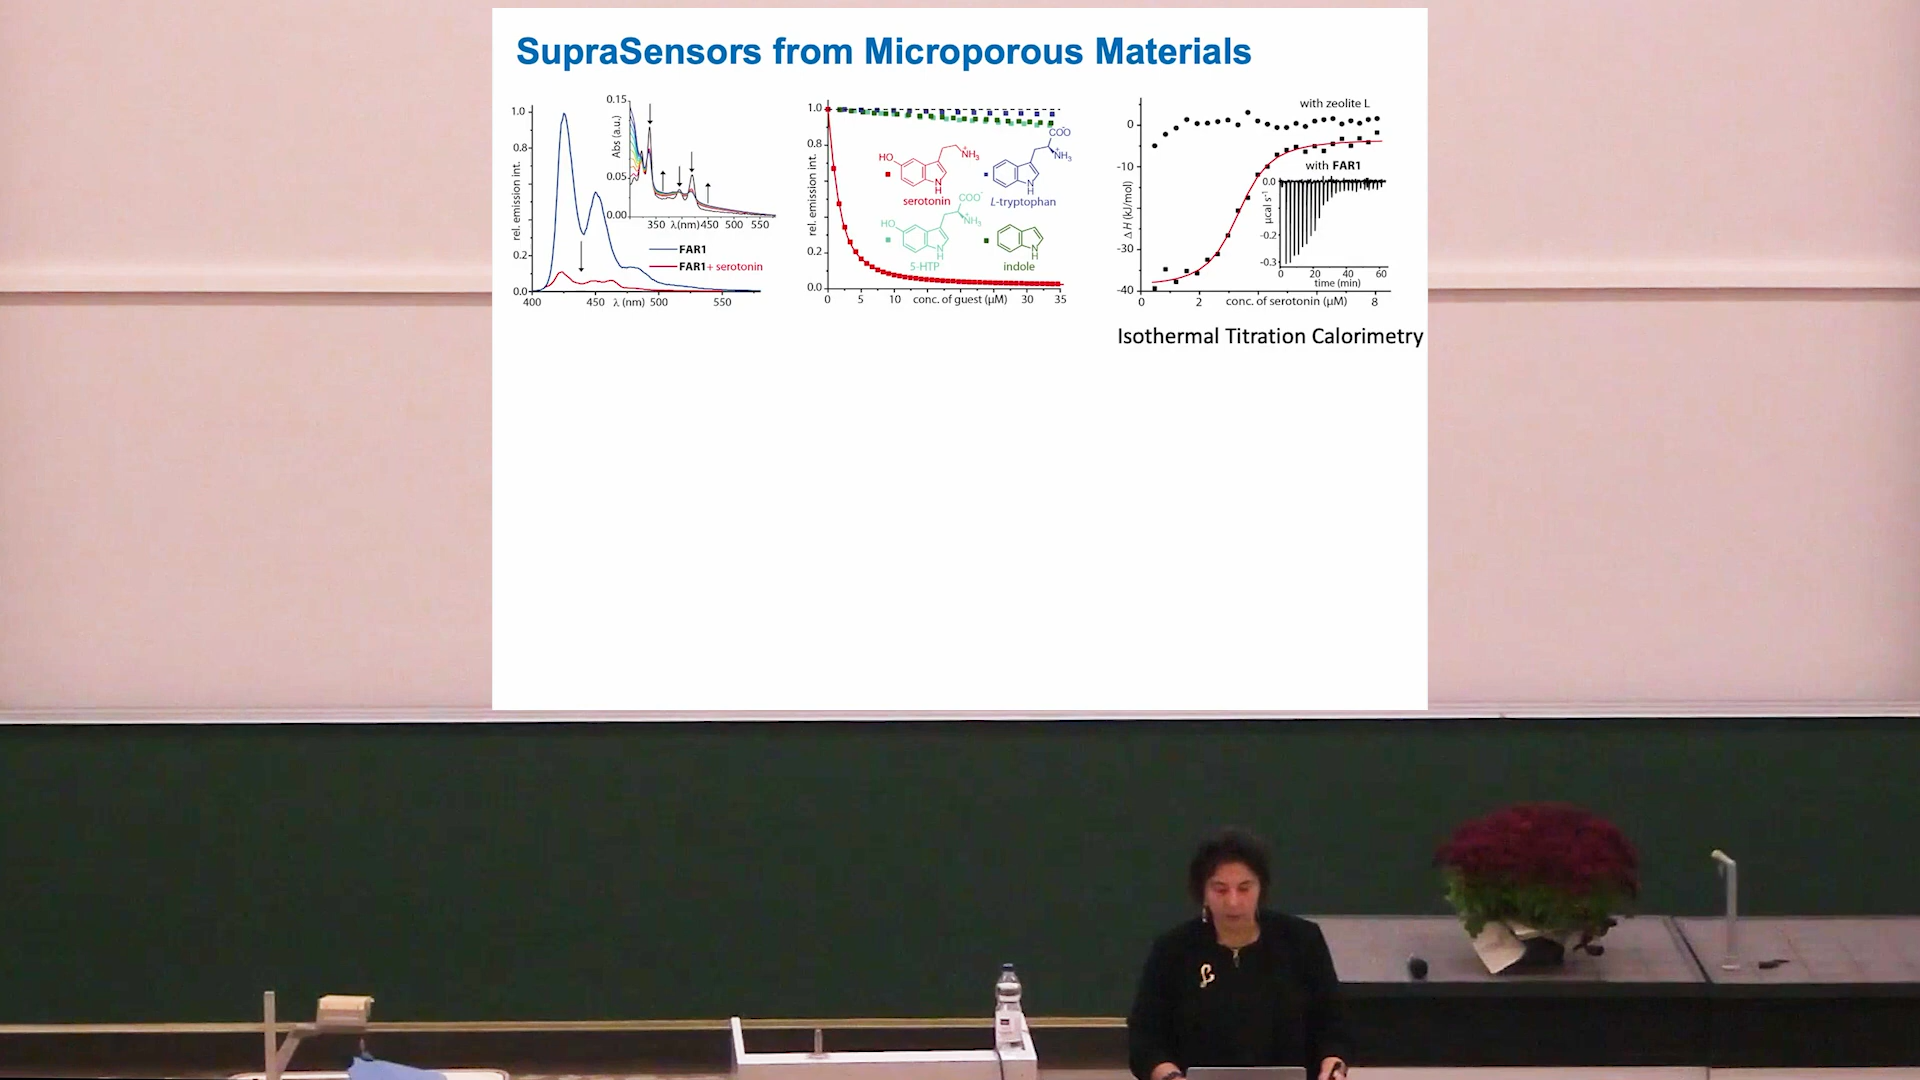 SupraSensors from Microporous Materials
1.0
0.8
0.2
0.0
rel. emission int.
400
450
λ (nm)
500
550
0.15
0.05
0.00
Abs (a.u.)
350
λ(nm)
450
500
550
FAR1
FAR1 + serotonin
1.0
0.8
0.2
0.0
rel. emission int.
0
5
10
conc. of guest (µM)
30
35
HO
NH3
+
N
H
serotonin
COO
-
NH3
+
N
H
L-tryptophan
HO
COO
-
NH3
+
N
H
5-HTP
N
H
indole
0
-10
-30
-40
Δ H (kJ/mol)
0
2
conc. of serotonin (µM)
8
with zeolite L
with FAR1
0.0
-0.2
-0.3
µcal s-1
0
20
40
60
time (min)
Isothermal Titration Calorimetry